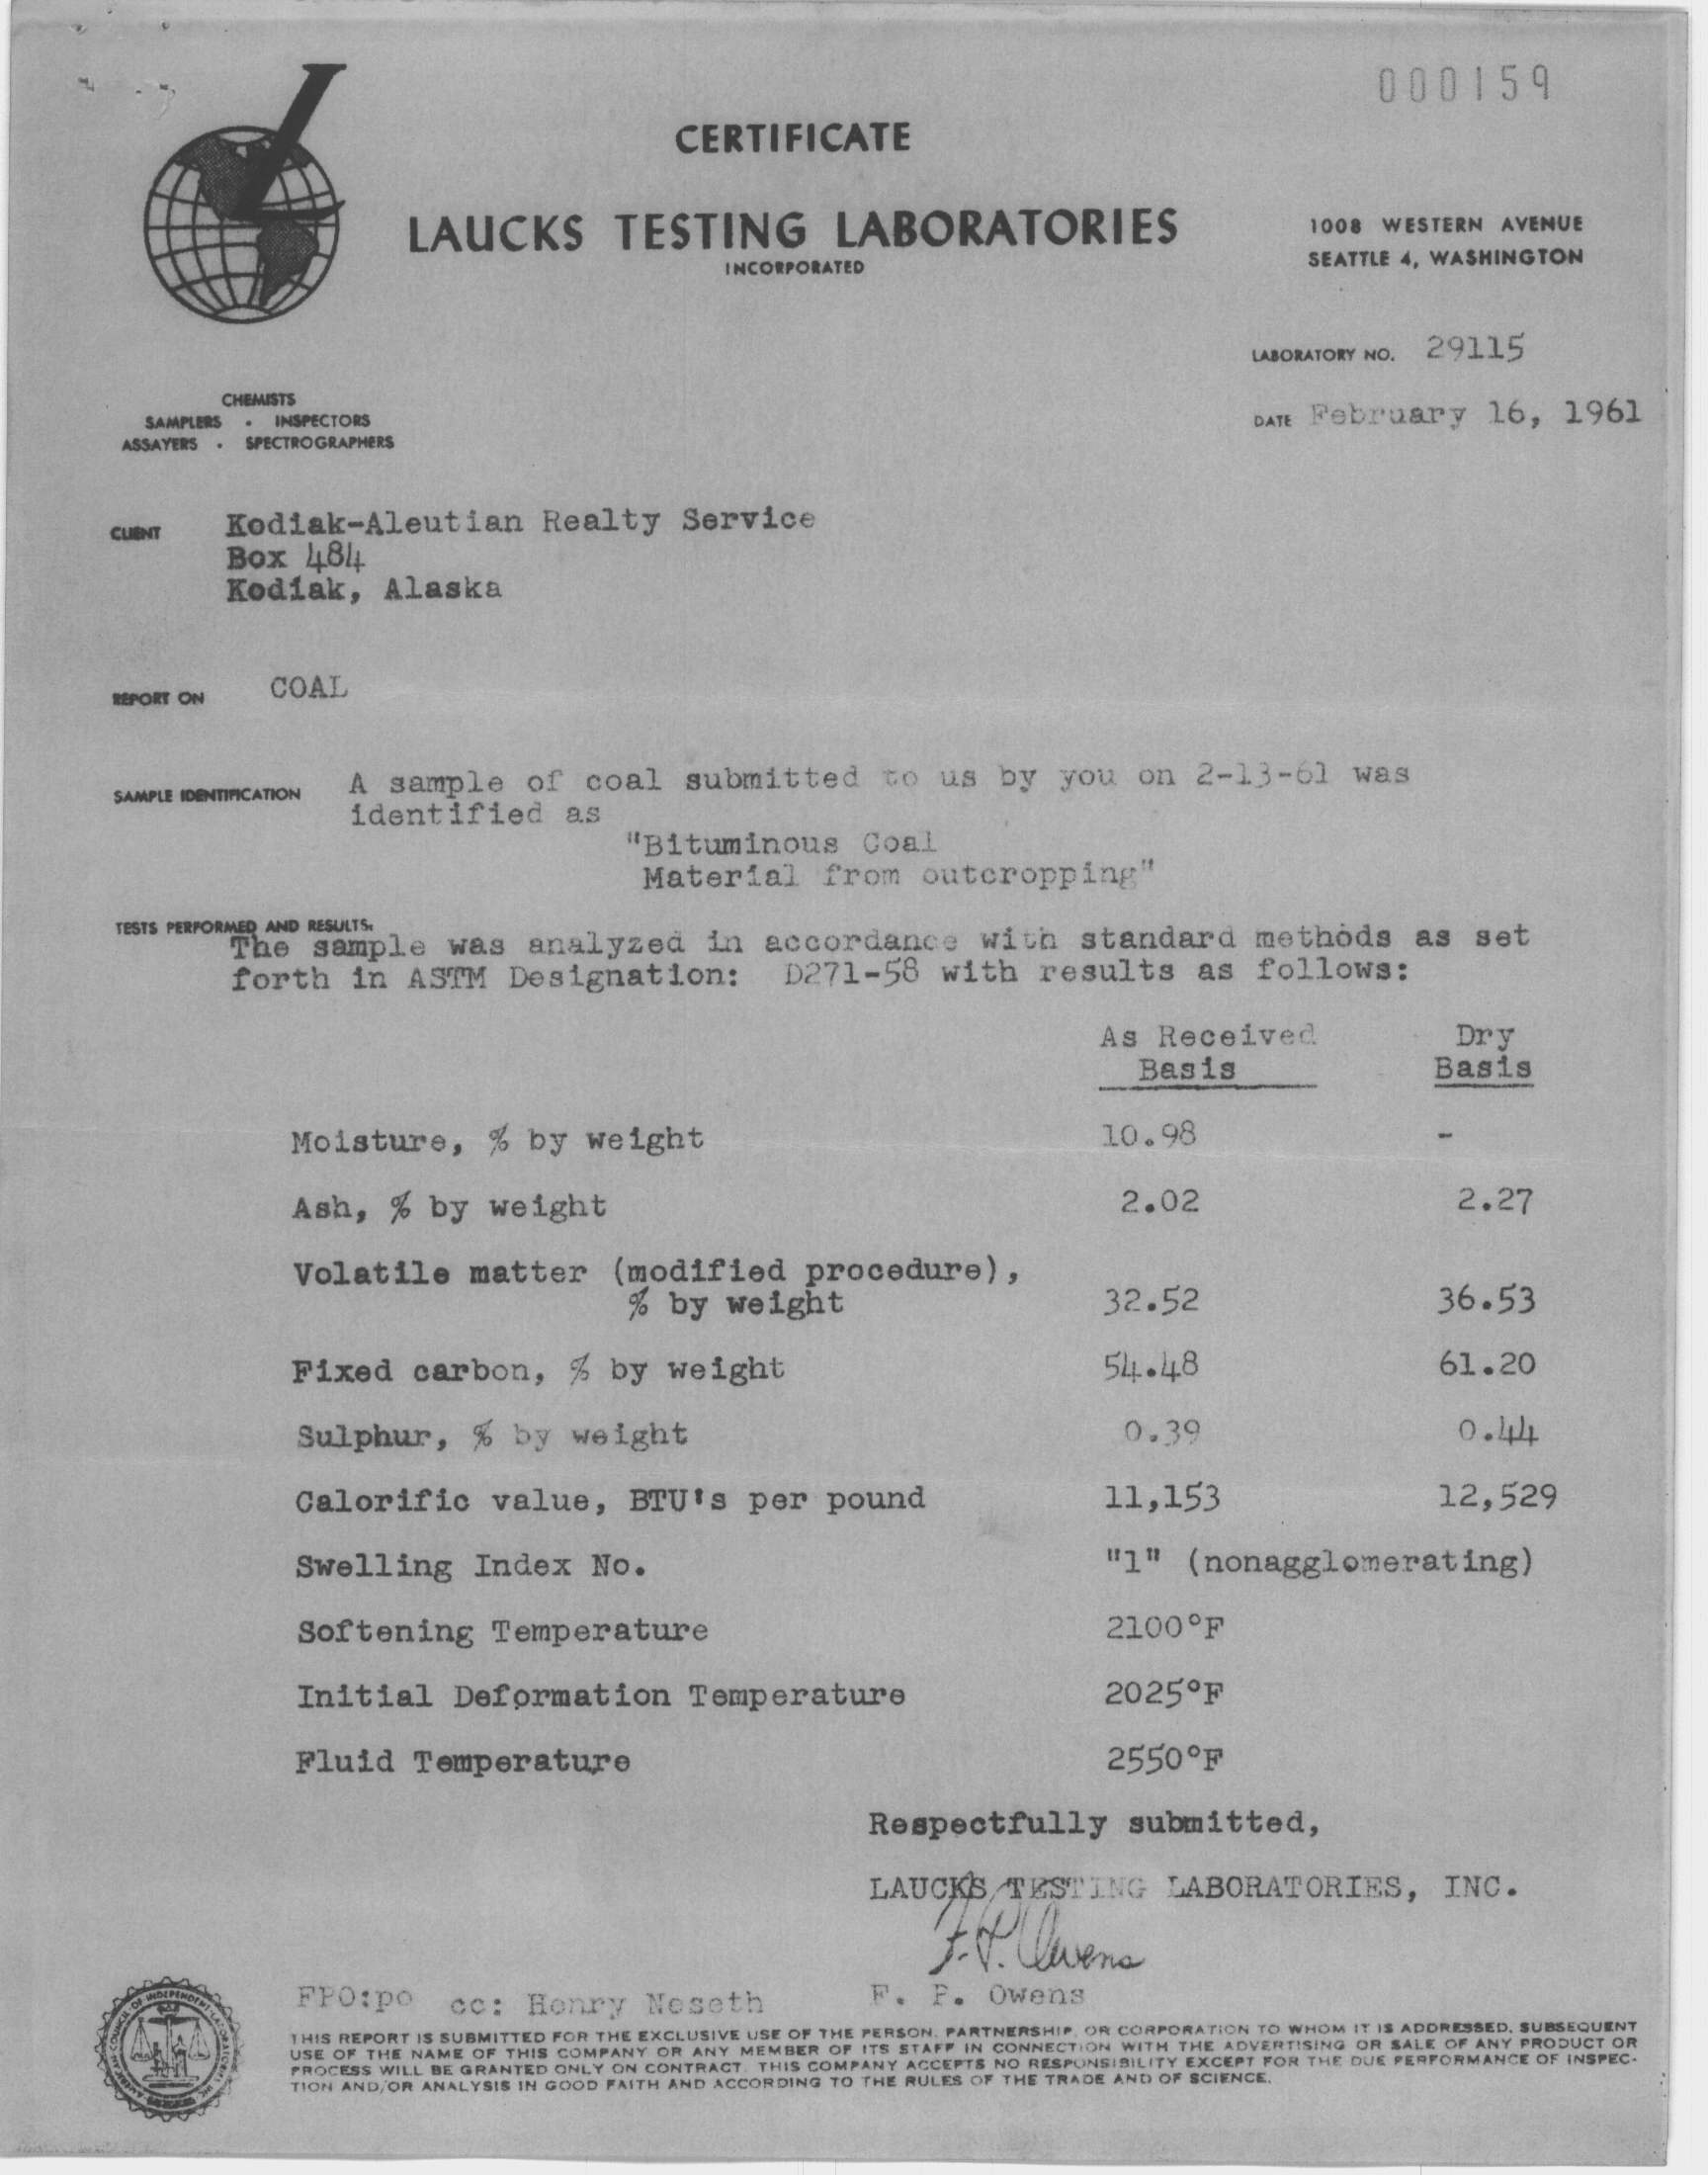 000159
CERTIFICATE
LAUCKS TESTING LABORATORIES
INCORPORATED
1008 WESTERN AVENUE
SEATTLE 4, WASHINGTON
LABORATORY NO. 29115
DATE February 16, 1961
CHEMISTS
SAMPLERS . INSPECTORS
ASSAYERS . SPECTROGRAPHERS
CLIENT Kodiak-Aleutian Realty Service
Box 484
Kodiak, Alaska
REPORT ON COAL
SAMPLE IDENTIFICATION A sample of coal submitted to us by you on 2-13-61 was
identified as
"Bituminous Coal
Material from outcropping"
TESTS PERFORMED AND RESULTS.
The sample was analyzed in accordance with standard methods as set
forth in ASTM Designation: D271-58 with results as follows:
As Received Dry
Basis Basis
Moisture, % by weight 10.98 -
Ash, % by weight 2.02 2.27
Volatile matter (modified procedure),
% by weight 32.52 36.53
Fixed carbon, % by weight 54.48 61.20
Sulphur, % by weight 0.39 0.44
Calorific value, BTU's per pound 11,153 12,529
Swelling Index No. "1" (nonagglomerating)
Softening Temperature 2100°F
Initial Deformation Temperature 2025°F
Fluid Temperature 2550°F
Respectfully submitted,
LAUCKS TESTING LABORATORIES, INC.
F. P. Owens
FPO:po cc: Henry Neseth F. P. Owens
THIS REPORT IS SUBMITTED FOR THE EXCLUSIVE USE OF THE PERSON, PARTNERSHIP, OR CORPORATION TO WHOM IT IS ADDRESSED. SUBSEQUENT
USE OF THE NAME OF THIS COMPANY OR ANY MEMBER OF ITS STAFF IN CONNECTION WITH THE ADVERTISING OR SALE OF ANY PRODUCT OR
PROCESS WILL BE GRANTED ONLY ON CONTRACT. THIS COMPANY ACCEPTS NO RESPONSIBILITY EXCEPT FOR THE DUE PERFORMANCE OF INSPEC-
TION AND/OR ANALYSIS IN GOOD FAITH AND ACCORDING TO THE RULES OF THE TRADE AND OF SCIENCE.